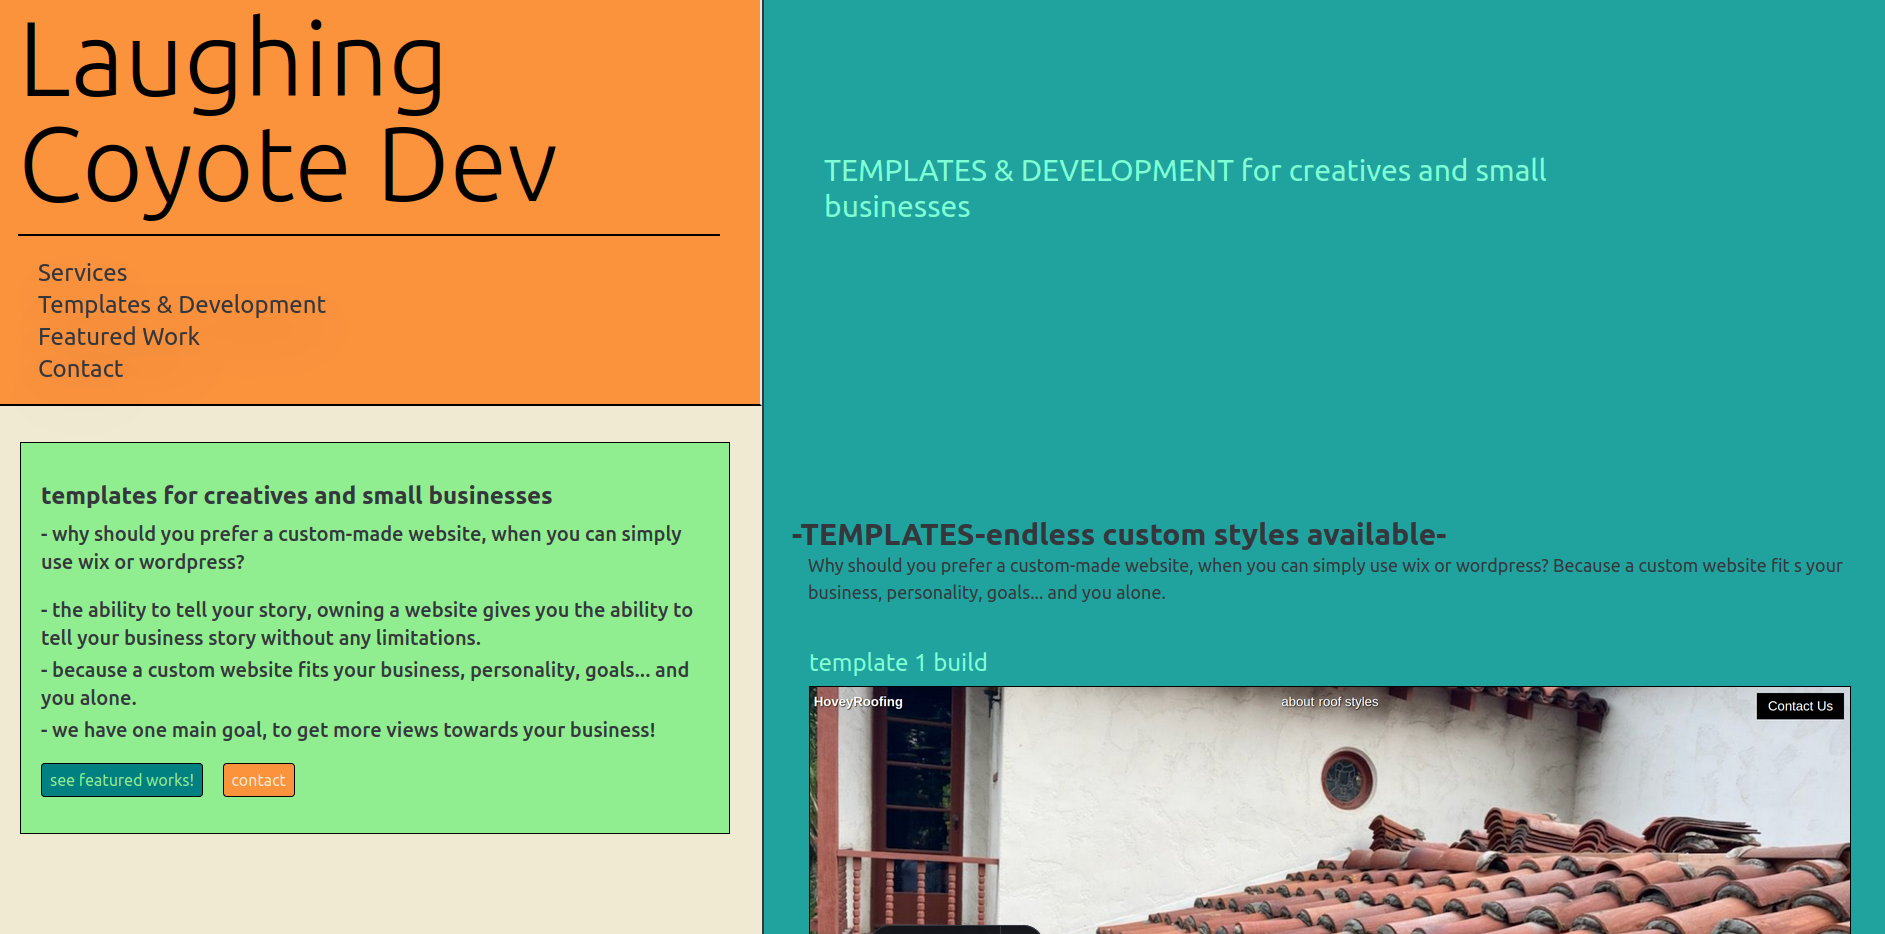 Laughing
Coyote Dev
Services
Templates & Development
Featured Work
Contact
templates for creatives and small businesses
- why should you prefer a custom-made website, when you can simply
use wix or wordpress?
- the ability to tell your story, owning a website gives you the ability to
tell your business story without any limitations.
- because a custom website fits your business, personality, goals... and
you alone.
- we have one main goal, to get more views towards your business!
see featured works!
contact
TEMPLATES & DEVELOPMENT for creatives and small
businesses
-TEMPLATES-endless custom styles available-
Why should you prefer a custom-made website, when you can simply use wix or wordpress? Because a custom website fit s your
business, personality, goals... and you alone.
template 1 build
HoveyRoofing
about roof styles
Contact Us